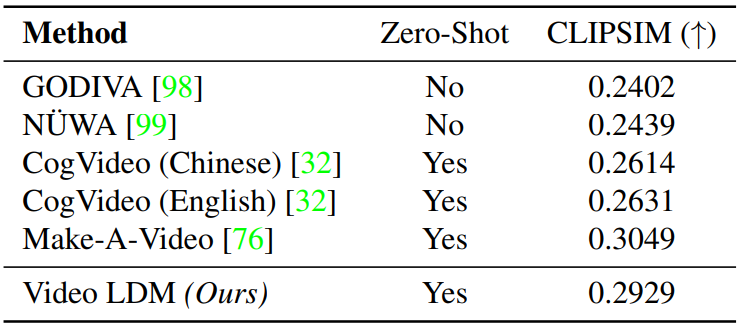 Method Zero-Shot CLIPSIM (↑)
GODIVA [98] No 0.2402
NÜWA [99] No 0.2439
CogVideo (Chinese) [32] Yes 0.2614
CogVideo (English) [32] Yes 0.2631
Make-A-Video [76] Yes 0.3049
Video LDM (Ours) Yes 0.2929